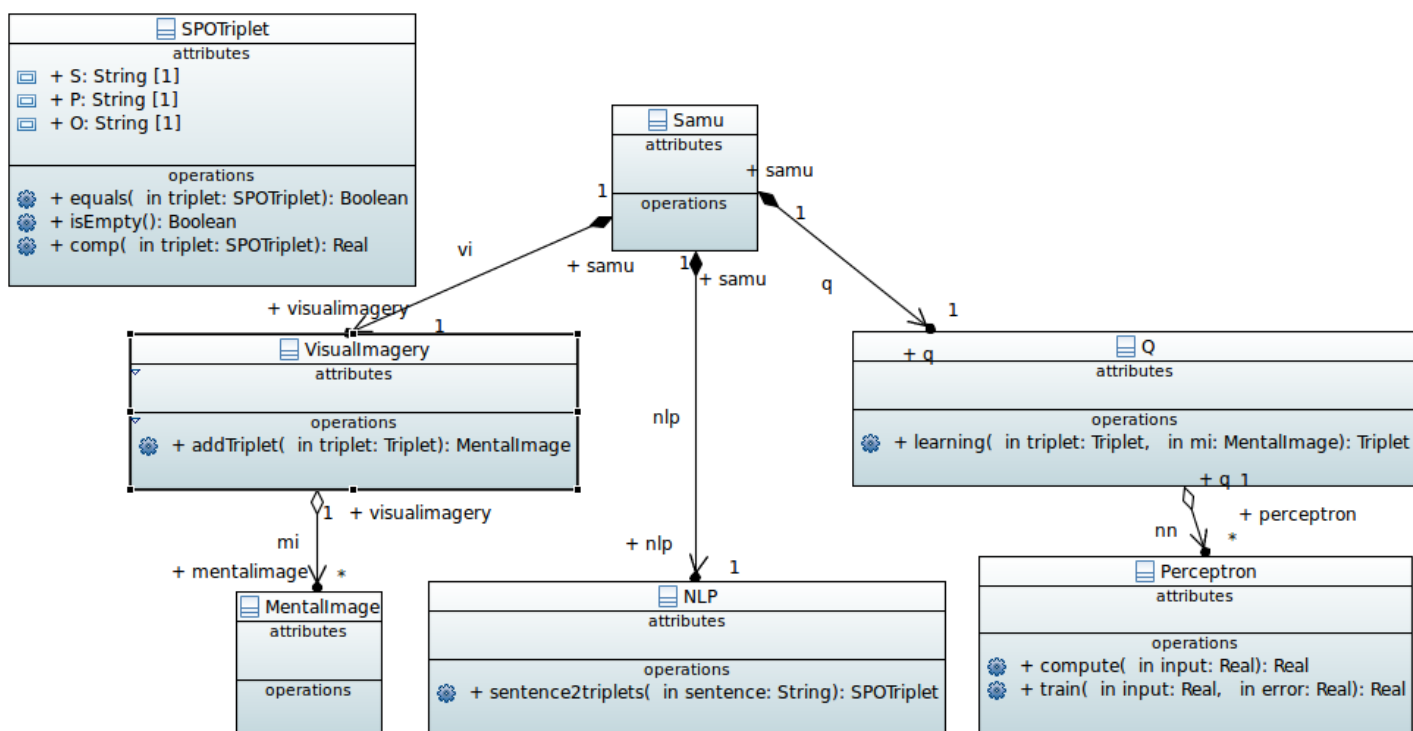 SPOTriplet
attributes
+ S: String [1]
+ P: String [1]
+ O: String [1]
operations
+ equals( in triplet: SPOTriplet): Boolean
+ isEmpty(): Boolean
+ comp( in triplet: SPOTriplet): Real
Samu
attributes
operations
+ samu
1
1
vi
+ samu
1
+ samu
q
+ visualimagery
1
1
+ q
VisualImagery
attributes
operations
+ addTriplet( in triplet: Triplet): MentalImage
nlp
Q
attributes
operations
+ learning( in triplet: Triplet, in mi: MentalImage): Triplet
1
+ visualimagery
mi
+ mentalimage
*
+ q
1
+ perceptron
nn
*
+ nlp
1
MentalImage
attributes
operations
NLP
attributes
operations
+ sentence2triplets( in sentence: String): SPOTriplet
Perceptron
attributes
operations
+ compute( in input: Real): Real
+ train( in input: Real, in error: Real): Real